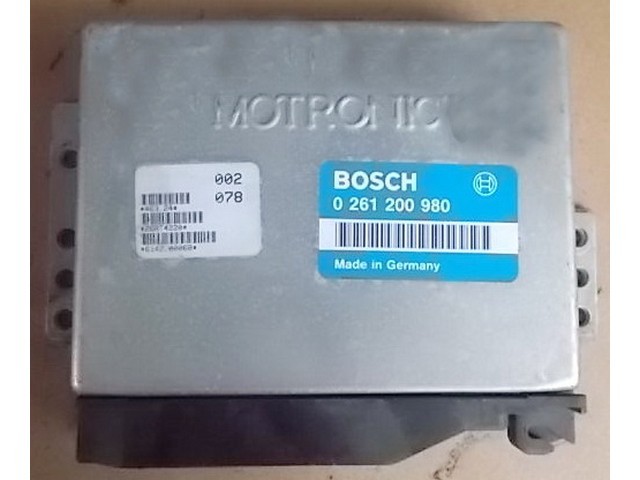 MOTRONIC
002
078
BOSCH
0 261 200 980
Made in Germany